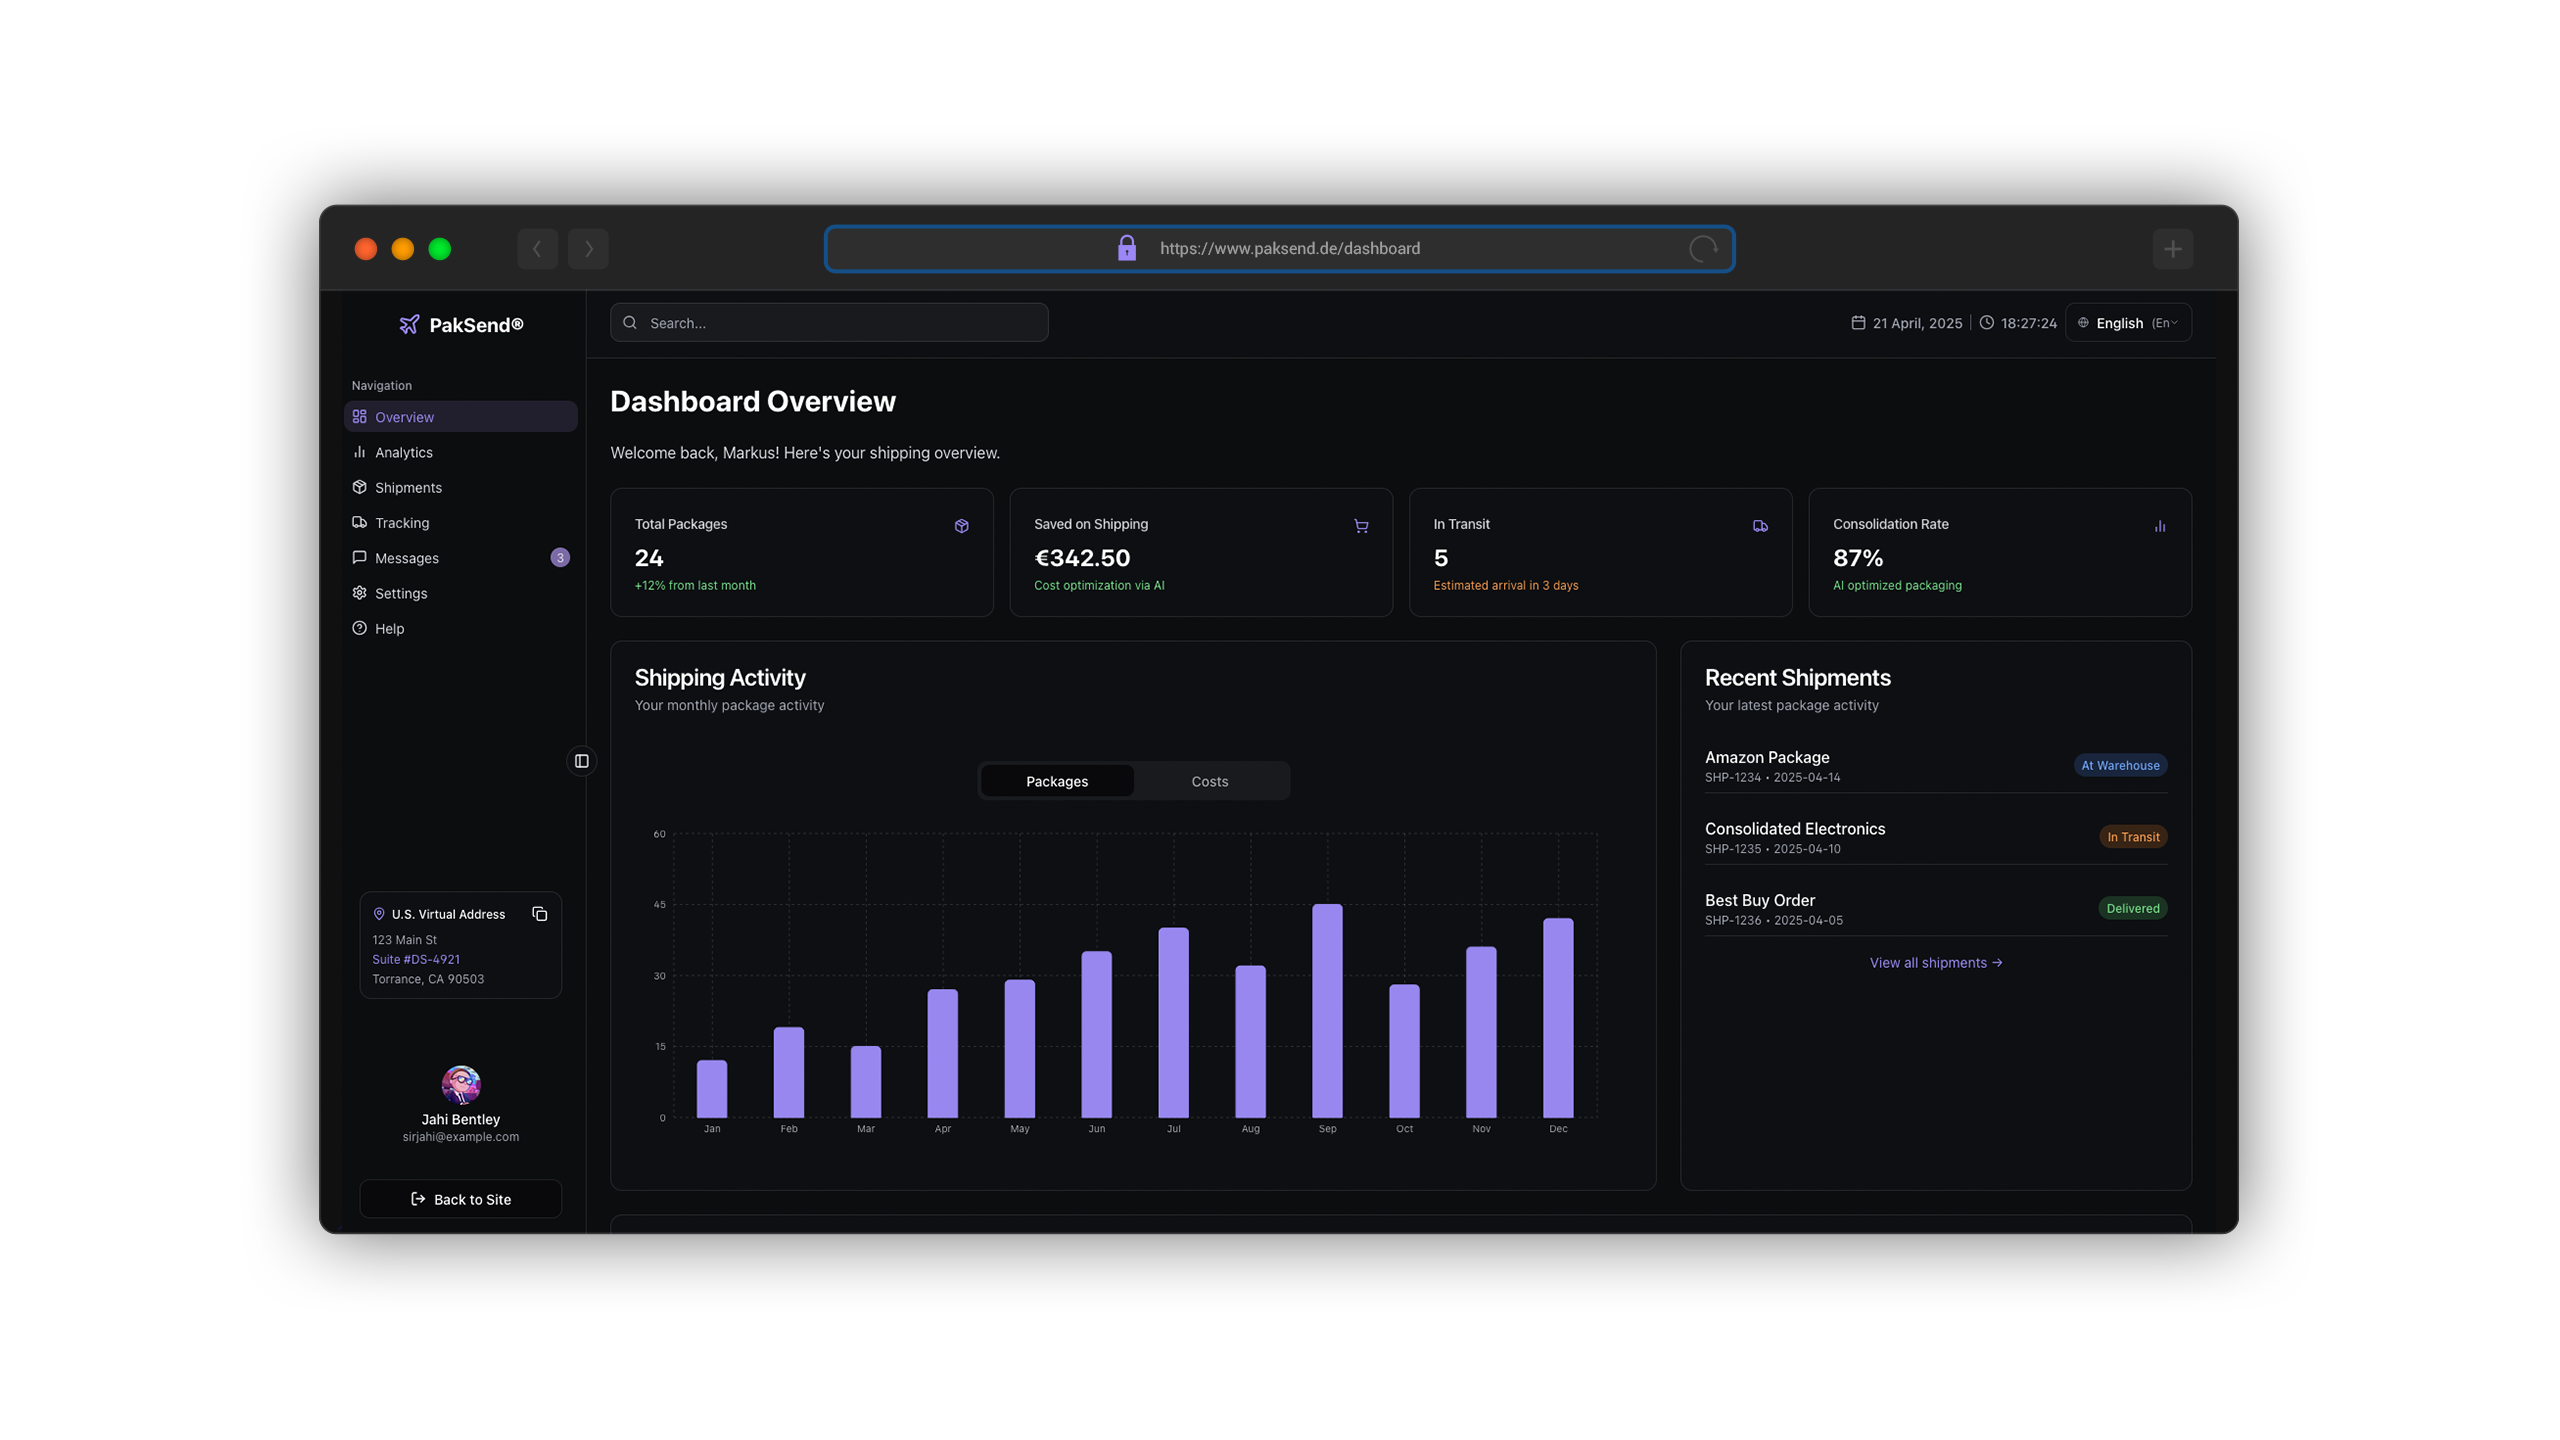 https://www.paksend.de/dashboard
PakSend®
Search...
21 April, 2025
18:27:24
English (En
Navigation
Overview
Analytics
Shipments
Tracking
Messages
3
Settings
Help
U.S. Virtual Address
123 Main St
Suite #DS-4921
Torrance, CA 90503
Jahi Bentley
sirjahi@example.com
Back to Site
Dashboard Overview
Welcome back, Markus! Here's your shipping overview.
Total Packages
24
+12% from last month
Saved on Shipping
€342.50
Cost optimization via AI
In Transit
5
Estimated arrival in 3 days
Consolidation Rate
87%
AI optimized packaging
Shipping Activity
Your monthly package activity
Packages
Costs
60
45
30
15
0
Jan Feb Mar Apr May Jun Jul Aug Sep Oct Nov Dec
Recent Shipments
Your latest package activity
Amazon Package
SHP-1234 • 2025-04-14
At Warehouse
Consolidated Electronics
SHP-1235 • 2025-04-10
In Transit
Best Buy Order
SHP-1236 • 2025-04-05
Delivered
View all shipments →